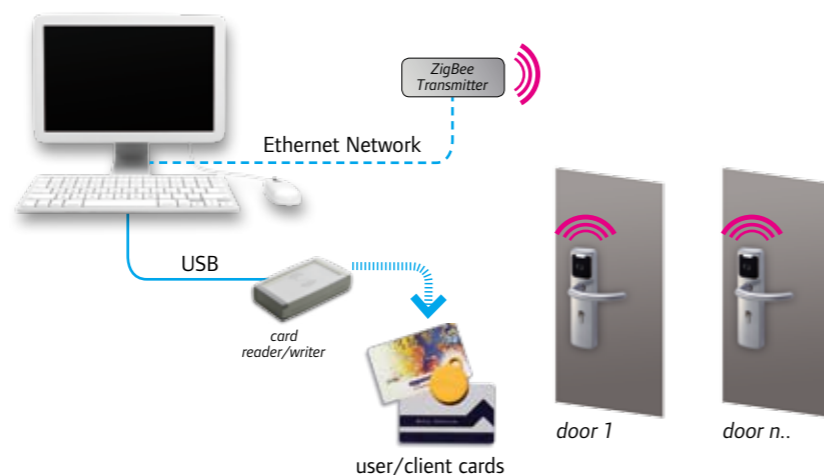 ZigBee
Transmitter
Ethernet Network
USB
card
reader/writer
door 1
door n..
user/client cards